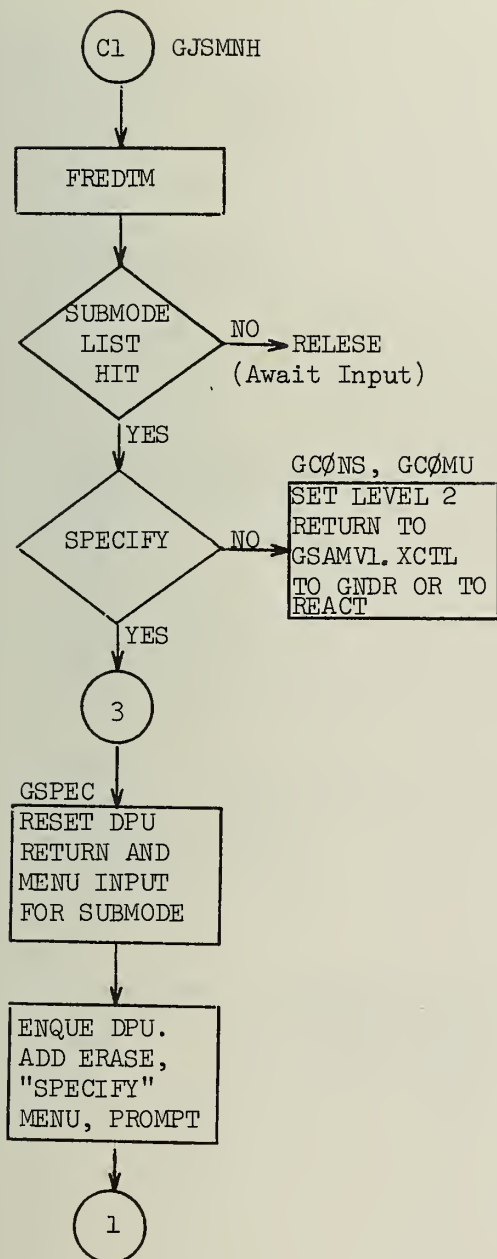 C1 GJSMNH
FREDTM
SUBMODE
LIST
HIT
NO
RELESE
(Await Input)
YES
SPECIFY
NO
GCØNS, GCØMU
SET LEVEL 2
RETURN TO
GSAMV1.XCTL
TO GNDR OR TO
REACT
YES
3
GSPEC
RESET DPU
RETURN AND
MENU INPUT
FOR SUBMODE
ENQUE DPU.
ADD ERASE,
"SPECIFY"
MENU, PROMPT
1